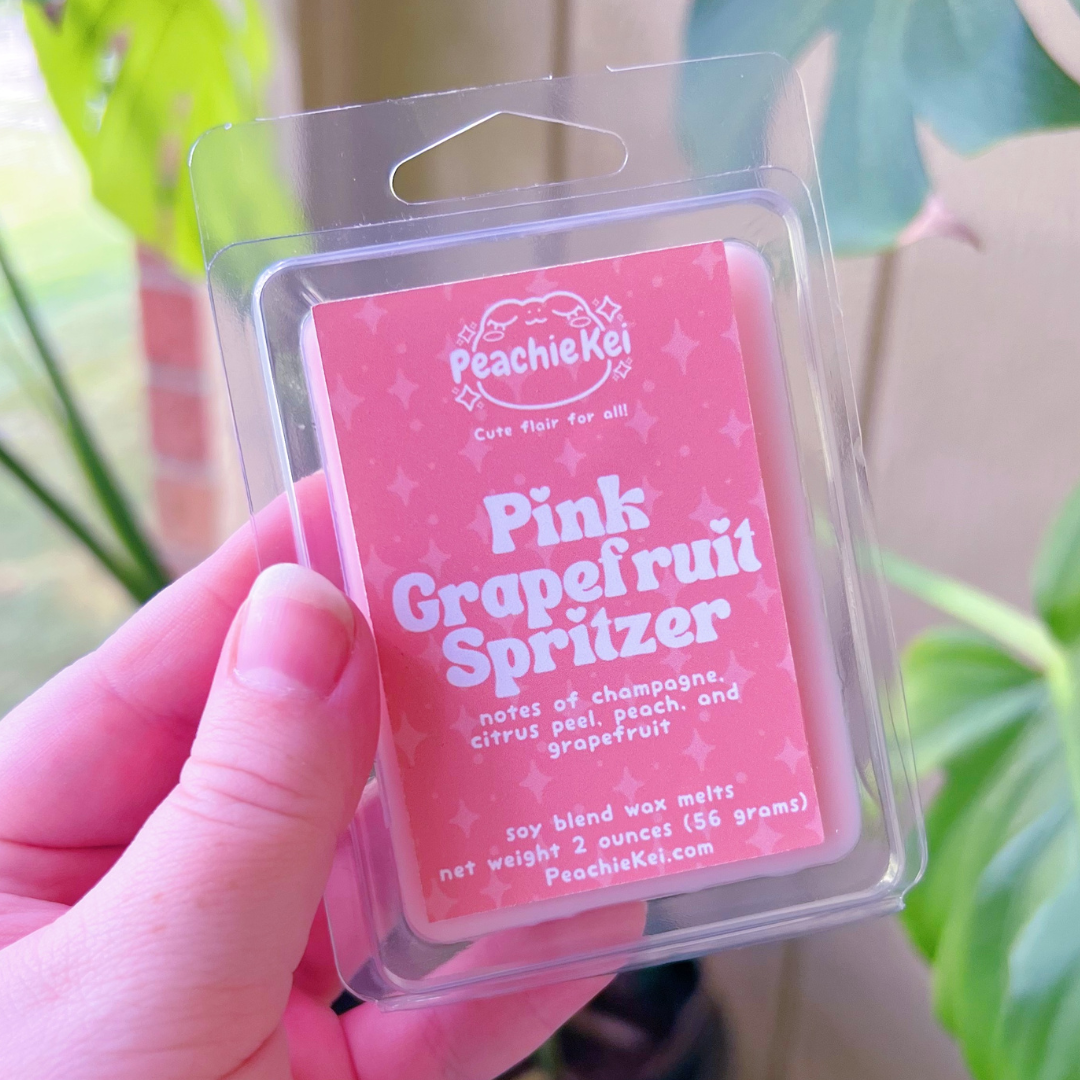 PeachieKei
Cute flair for all!
Pink
Grapefruit
Spritzer
notes of champagne,
citrus peel, peach, and
grapefruit
soy blend wax melts
net weight 2 ounces (56 grams)
PeachieKei.com